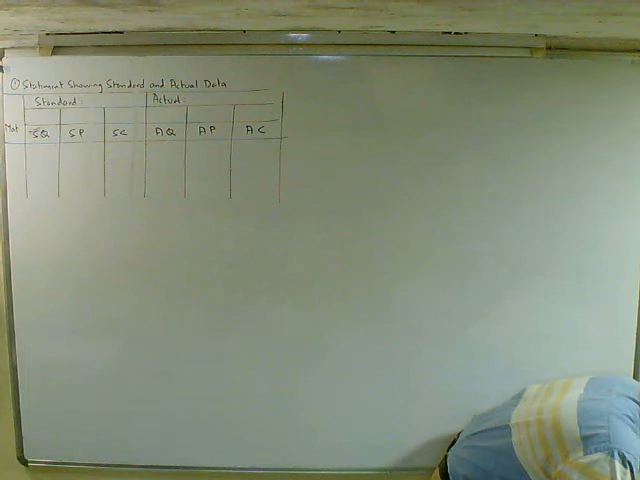 ① Statement Showing Standard and Actual Data
Standard Actual:
Mat SQ SP SC AQ AP AC